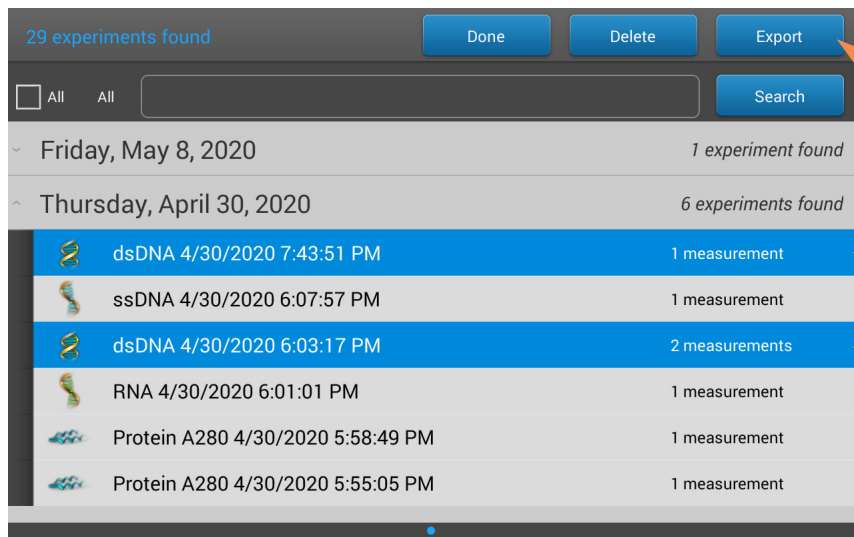 29 experiments found Done Delete Export
All All Search
Friday, May 8, 2020 1 experiment found
Thursday, April 30, 2020 6 experiments found
dsDNA 4/30/2020 7:43:51 PM 1 measurement
ssDNA 4/30/2020 6:07:57 PM 1 measurement
dsDNA 4/30/2020 6:03:17 PM 2 measurements
RNA 4/30/2020 6:01:01 PM 1 measurement
Protein A280 4/30/2020 5:58:49 PM 1 measurement
Protein A280 4/30/2020 5:55:05 PM 1 measurement